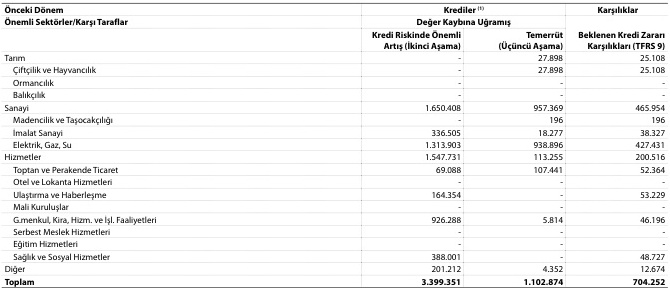 Önceki Dönem Krediler (1) Karşılıklar
Önemli Sektörler/Karşı Taraflar Değer Kaybına Uğramış
Kredi Riskinde Önemli Temerrüt Beklenen Kredi Zararı
Artış (İkinci Aşama) (Üçüncü Aşama) Karşılıkları (TFRS 9)
Tarım - 27.898 25.108
Çiftçilik ve Hayvancılık - 27.898 25.108
Ormancılık - - -
Balıkçılık - - -
Sanayi 1.650.408 957.369 465.954
Madencilik ve Taşocakçılığı - 196 196
İmalat Sanayi 336.505 18.277 38.327
Elektrik, Gaz, Su 1.313.903 938.896 427.431
Hizmetler 1.547.731 113.255 200.516
Toptan ve Perakende Ticaret 69.088 107.441 52.364
Otel ve Lokanta Hizmetleri - - -
Ulaştırma ve Haberleşme 164.354 - 53.229
Mali Kuruluşlar - - -
G.menkul, Kira, Hizm. ve İşl. Faaliyetleri 926.288 5.814 46.196
Serbest Meslek Hizmetleri - - -
Eğitim Hizmetleri - - -
Sağlık ve Sosyal Hizmetler 388.001 - 48.727
Diğer 201.212 4.352 12.674
Toplam 3.399.351 1.102.874 704.252